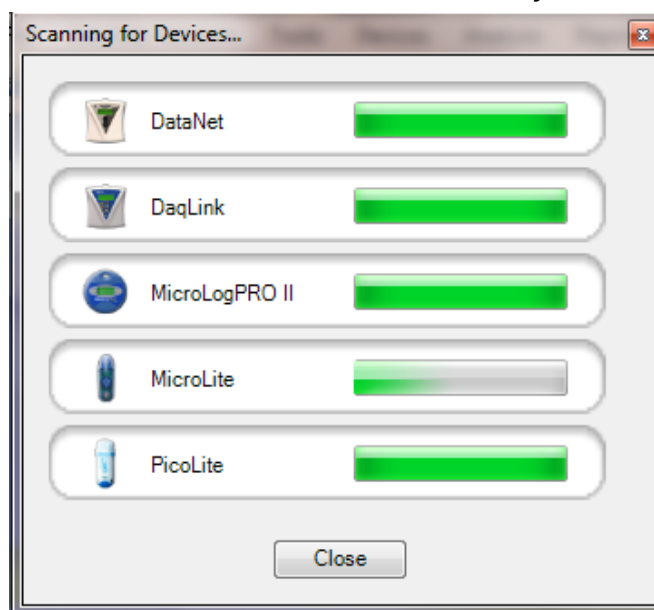 Scanning for Devices...
DataNet
DaqLink
MicroLogPRO II
MicroLite
PicoLite
Close